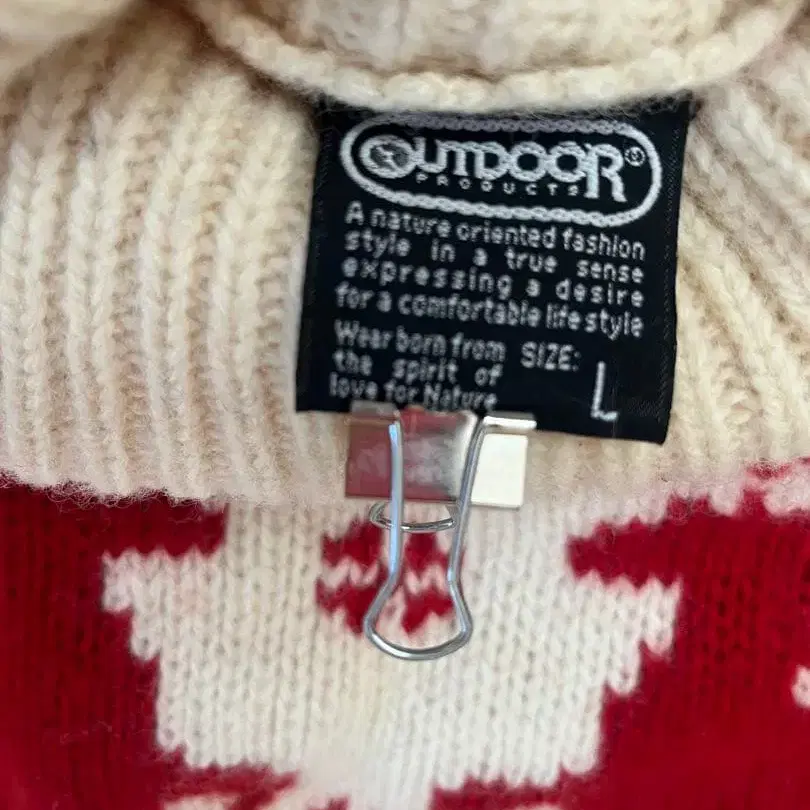 OUTDOOR
PRODUCTS
A nature oriented fashion
style in a true sense
expressing a desire
for a comfortable life style
Wear born from
the spirit of
love for Nature
SIZE:
L